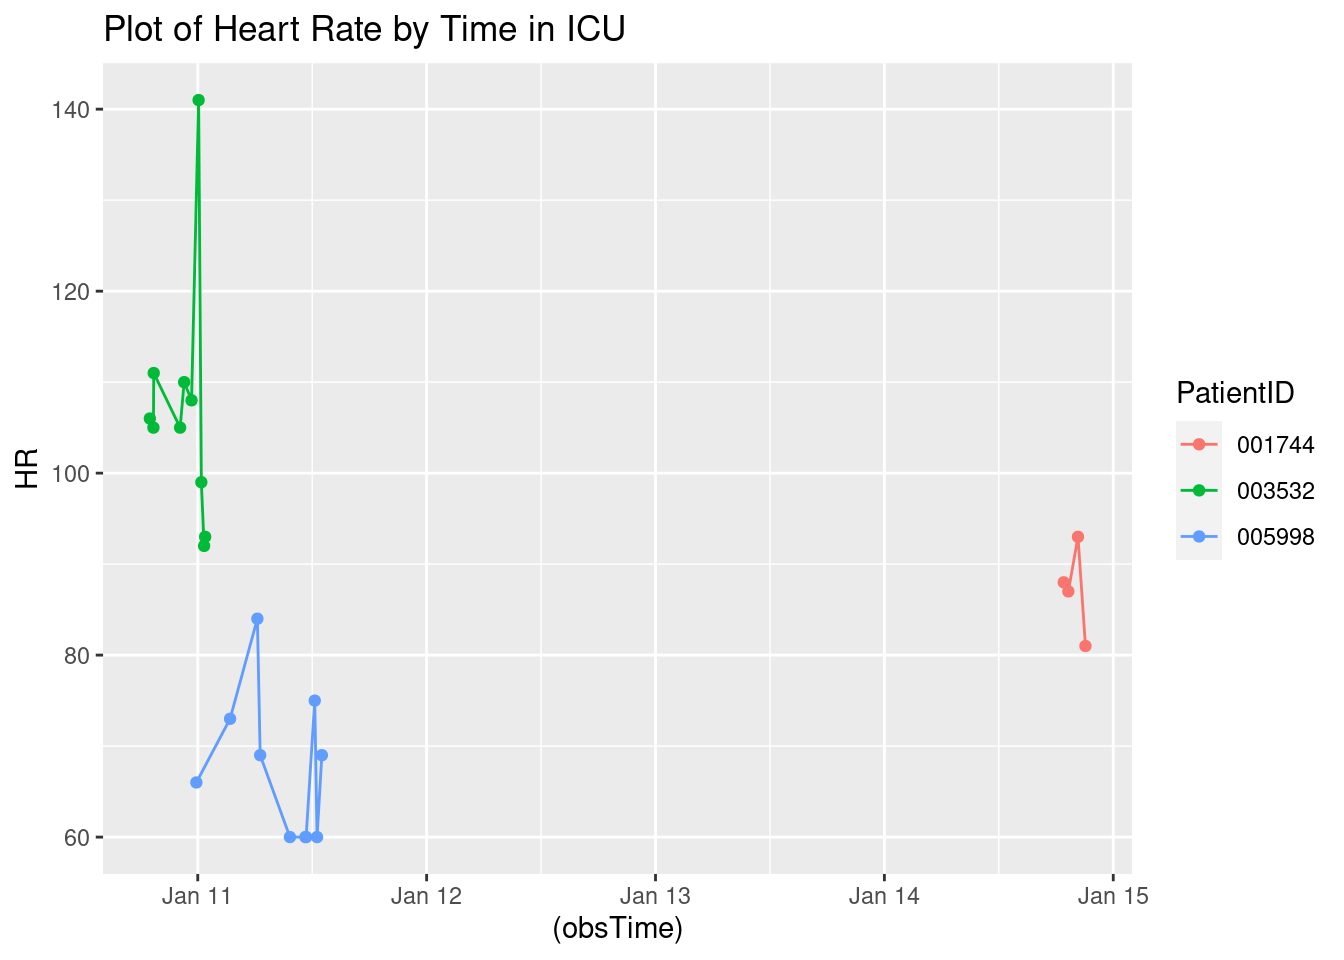 Plot of Heart Rate by Time in ICU
HR
140
120
100
80
60
Jan 11 Jan 12 Jan 13 Jan 14 Jan 15
(obsTime)
PatientID
001744
003532
005998